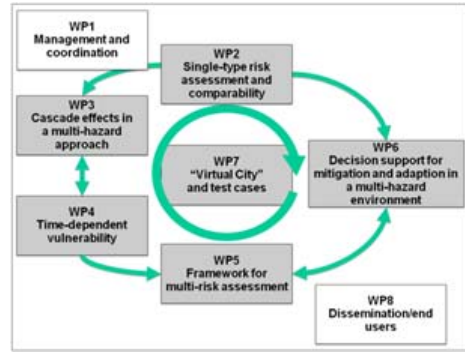 WP1
Management and
coordination
WP2
Single-type risk
assessment and
comparability
WP3
Cascade effects in
a multi-hazard
approach
WP6
Decision support for
mitigation and adaption in
a multi-hazard
environment
WP7
“Virtual City”
and test cases
WP4
Time-dependent
vulnerability
WP5
Framework for
multi-risk assessment
WP8
Dissemination/end
users